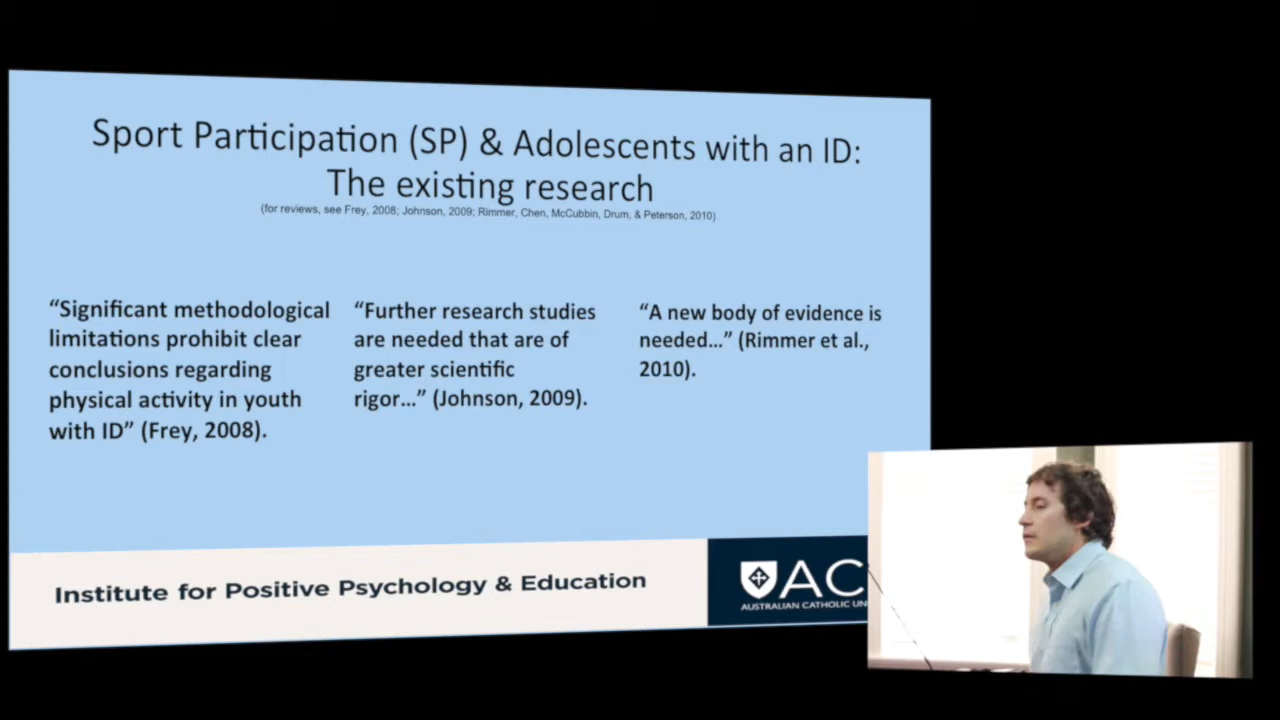 Sport Participation (SP) & Adolescents with an ID:
The existing research
(for reviews, see Frey, 2008; Johnson, 2009; Rimmer, Chen, McCubbin, Drum, & Peterson, 2010)
“Significant methodological
limitations prohibit clear
conclusions regarding
physical activity in youth
with ID” (Frey, 2008).
“Further research studies
are needed that are of
greater scientific
rigor...” (Johnson, 2009).
“A new body of evidence is
needed...” (Rimmer et al.,
2010).
Institute for Positive Psychology & Education
AC
AUSTRALIAN CATHOLIC UN